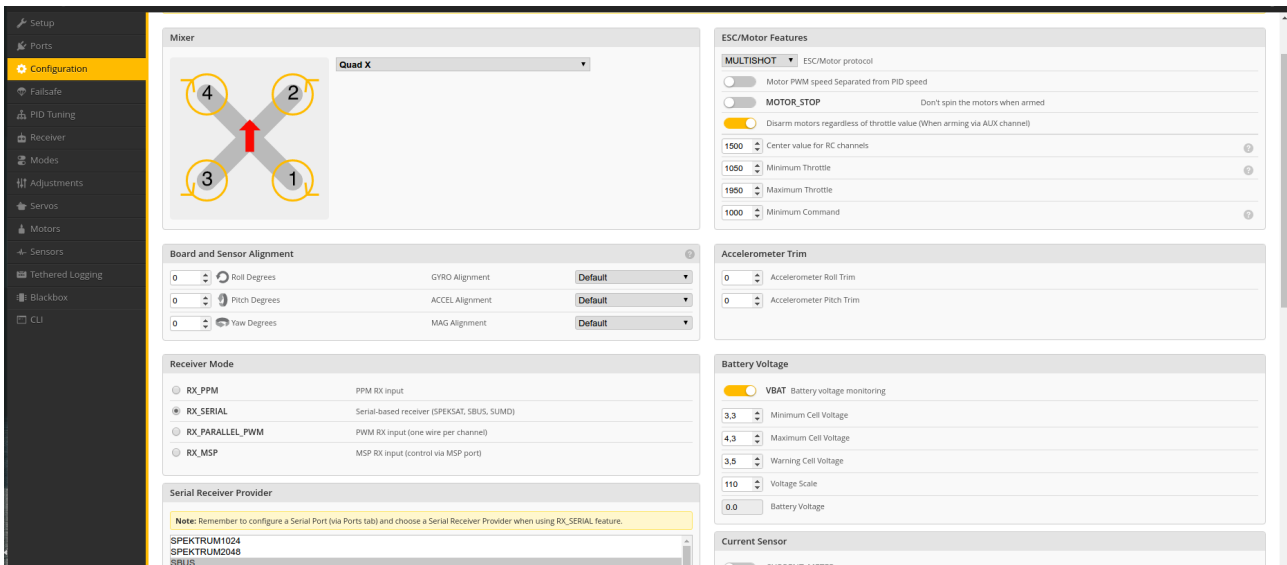 Setup
Ports
Configuration
Failsafe
PID Tuning
Receiver
Modes
Adjustments
Servos
Motors
Sensors
Tethered Logging
Blackbox
CLI
Mixer
Quad X
4
2
3
1
ESC/Motor Features
MULTISHOT ESC/Motor protocol
Motor PWM speed Separated from PID speed
MOTOR_STOP Don't spin the motors when armed
Disarm motors regardless of throttle value (When arming via AUX channel)
1500 Center value for RC channels
1050 Minimum Throttle
1950 Maximum Throttle
1000 Minimum Command
Board and Sensor Alignment
0 Roll Degrees GYRO Alignment Default
0 Pitch Degrees ACCEL Alignment Default
0 Yaw Degrees MAG Alignment Default
Accelerometer Trim
0 Accelerometer Roll Trim
0 Accelerometer Pitch Trim
Receiver Mode
RX_PPM PPM RX input
RX_SERIAL Serial-based receiver (SPEKSAT, SBUS, SUMD)
RX_PARALLEL_PWM PWM RX input (one wire per channel)
RX_MSP MSP RX input (control via MSP port)
Battery Voltage
VBAT Battery voltage monitoring
3,3 Minimum Cell Voltage
4,3 Maximum Cell Voltage
3,5 Warning Cell Voltage
110 Voltage Scale
0.0 Battery Voltage
Serial Receiver Provider
Note: Remember to configure a Serial Port (via Ports tab) and choose a Serial Receiver Provider when using RX_SERIAL feature.
SPEKTRUM1024
SPEKTRUM2048
SBUS
Current Sensor